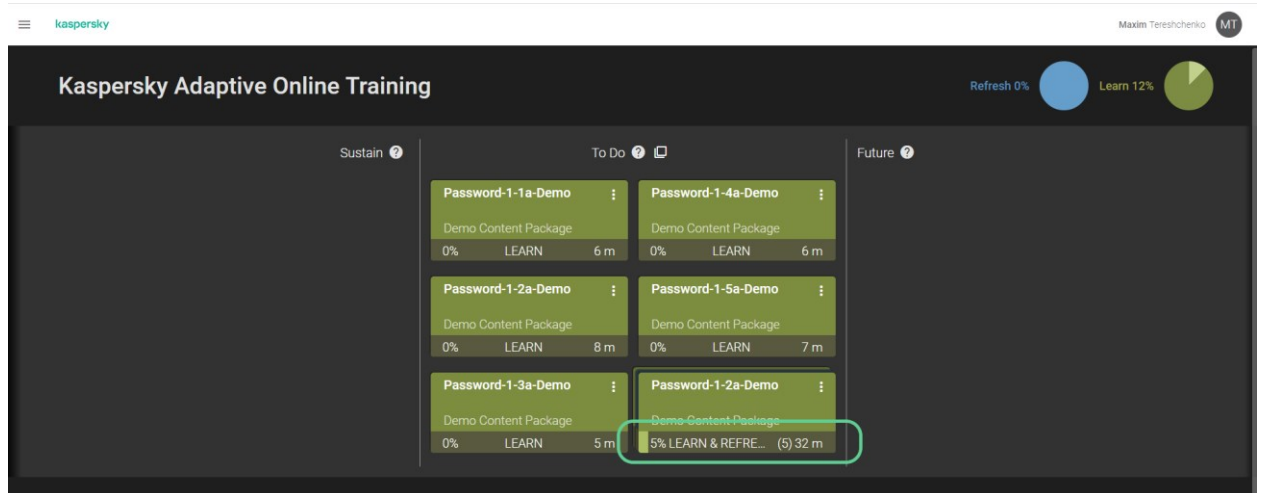 kaspersky
Maxim Tereshchenko MT
Kaspersky Adaptive Online Training
Refresh 0%
Learn 12%
Sustain ?
To Do ?
Future ?
Password-1-1a-Demo
Demo Content Package
0% LEARN 6 m
Password-1-4a-Demo
Demo Content Package
0% LEARN 6 m
Password-1-2a-Demo
Demo Content Package
0% LEARN 8 m
Password-1-5a-Demo
Demo Content Package
0% LEARN 7 m
Password-1-3a-Demo
Demo Content Package
0% LEARN 5 m
Password-1-2a-Demo
Demo Content Package
5% LEARN & REFRE... (5) 32 m